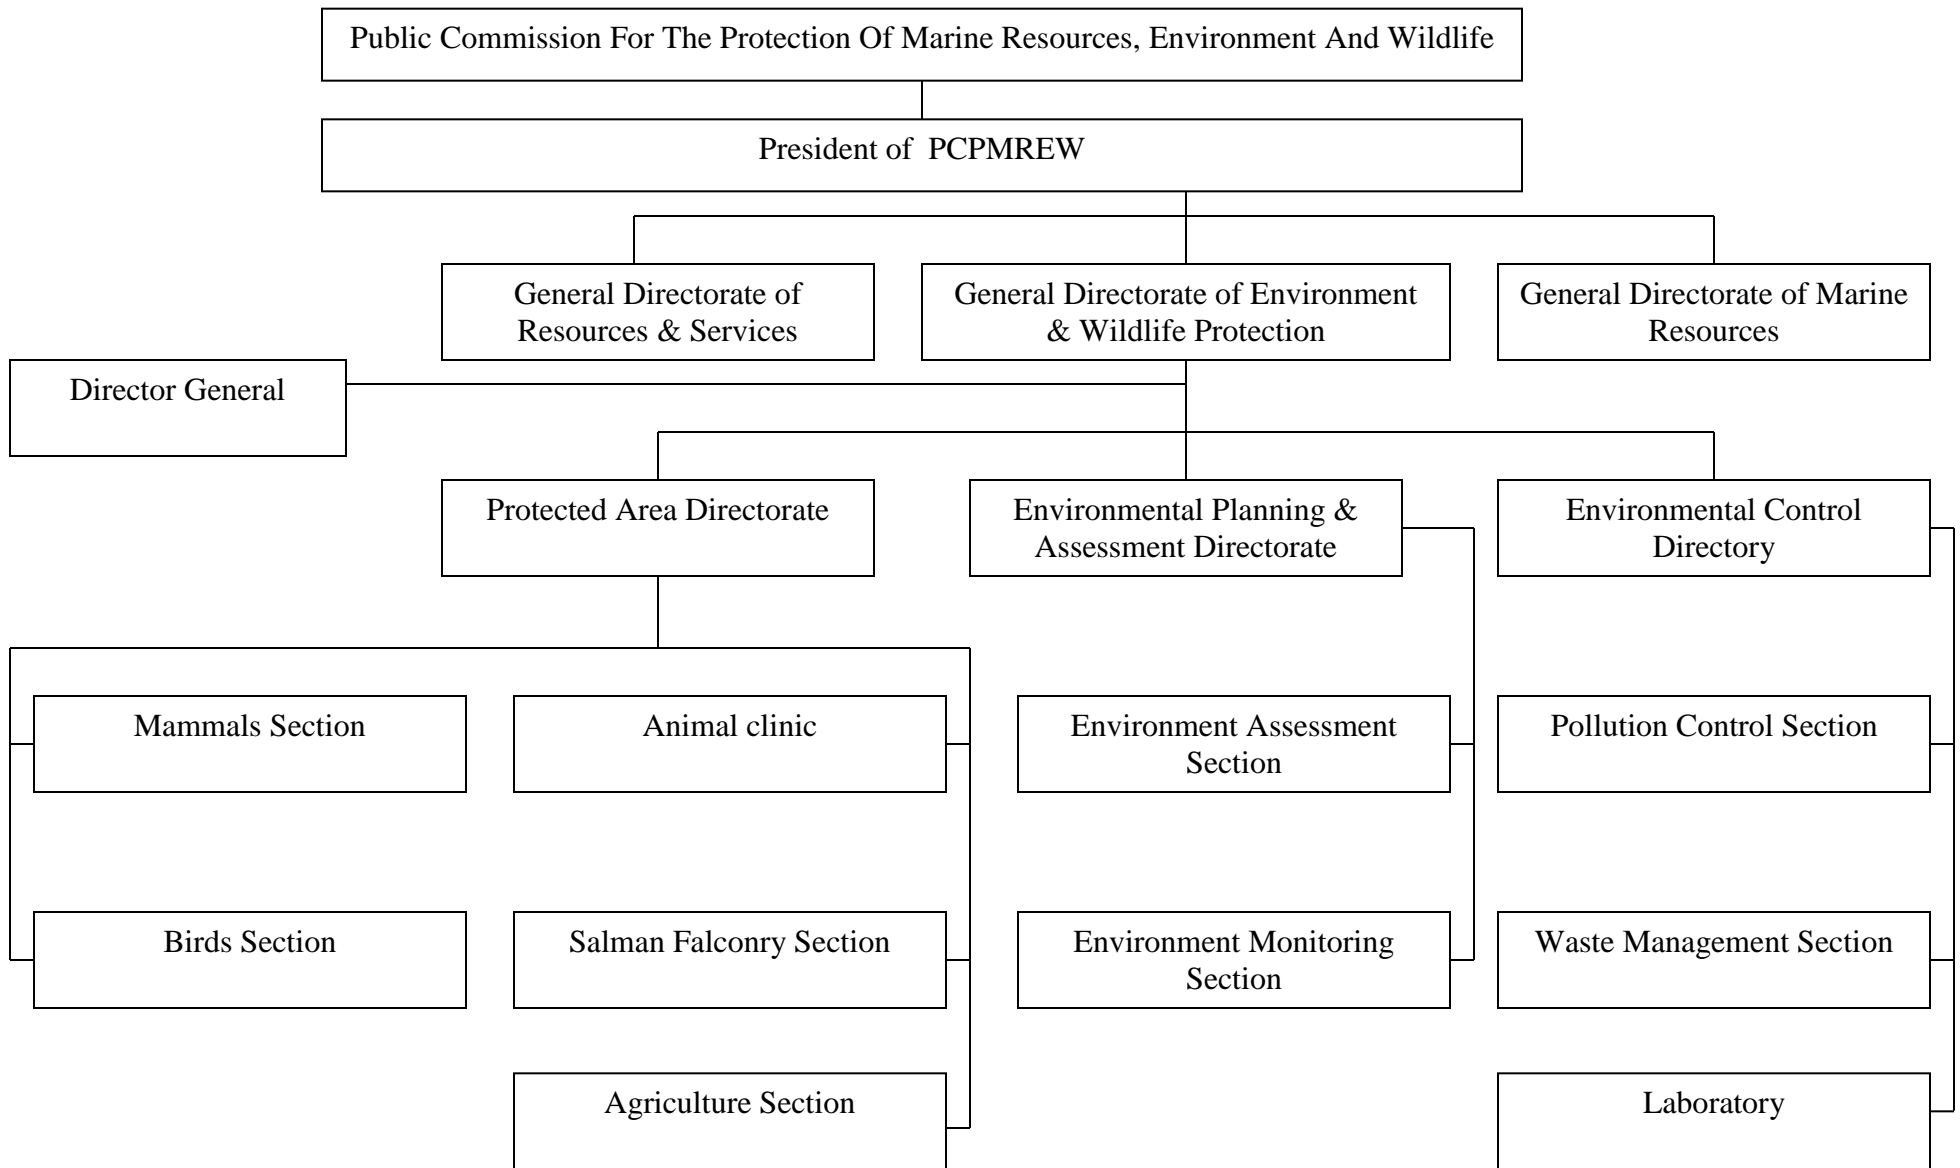 Public Commission For The Protection Of Marine Resources, Environment And Wildlife
President of  PCPMREW
General Directorate of
Resources & Services
General Directorate of Environment
& Wildlife Protection
General Directorate of Marine
Resources
Director General
Protected Area Directorate
Environmental Planning &
Assessment Directorate
Environmental Control
Directory
Mammals Section
Animal clinic
Environment Assessment
Section
Pollution Control Section
Birds Section
Salman Falconry Section
Environment Monitoring
Section
Waste Management Section
Agriculture Section
Laboratory